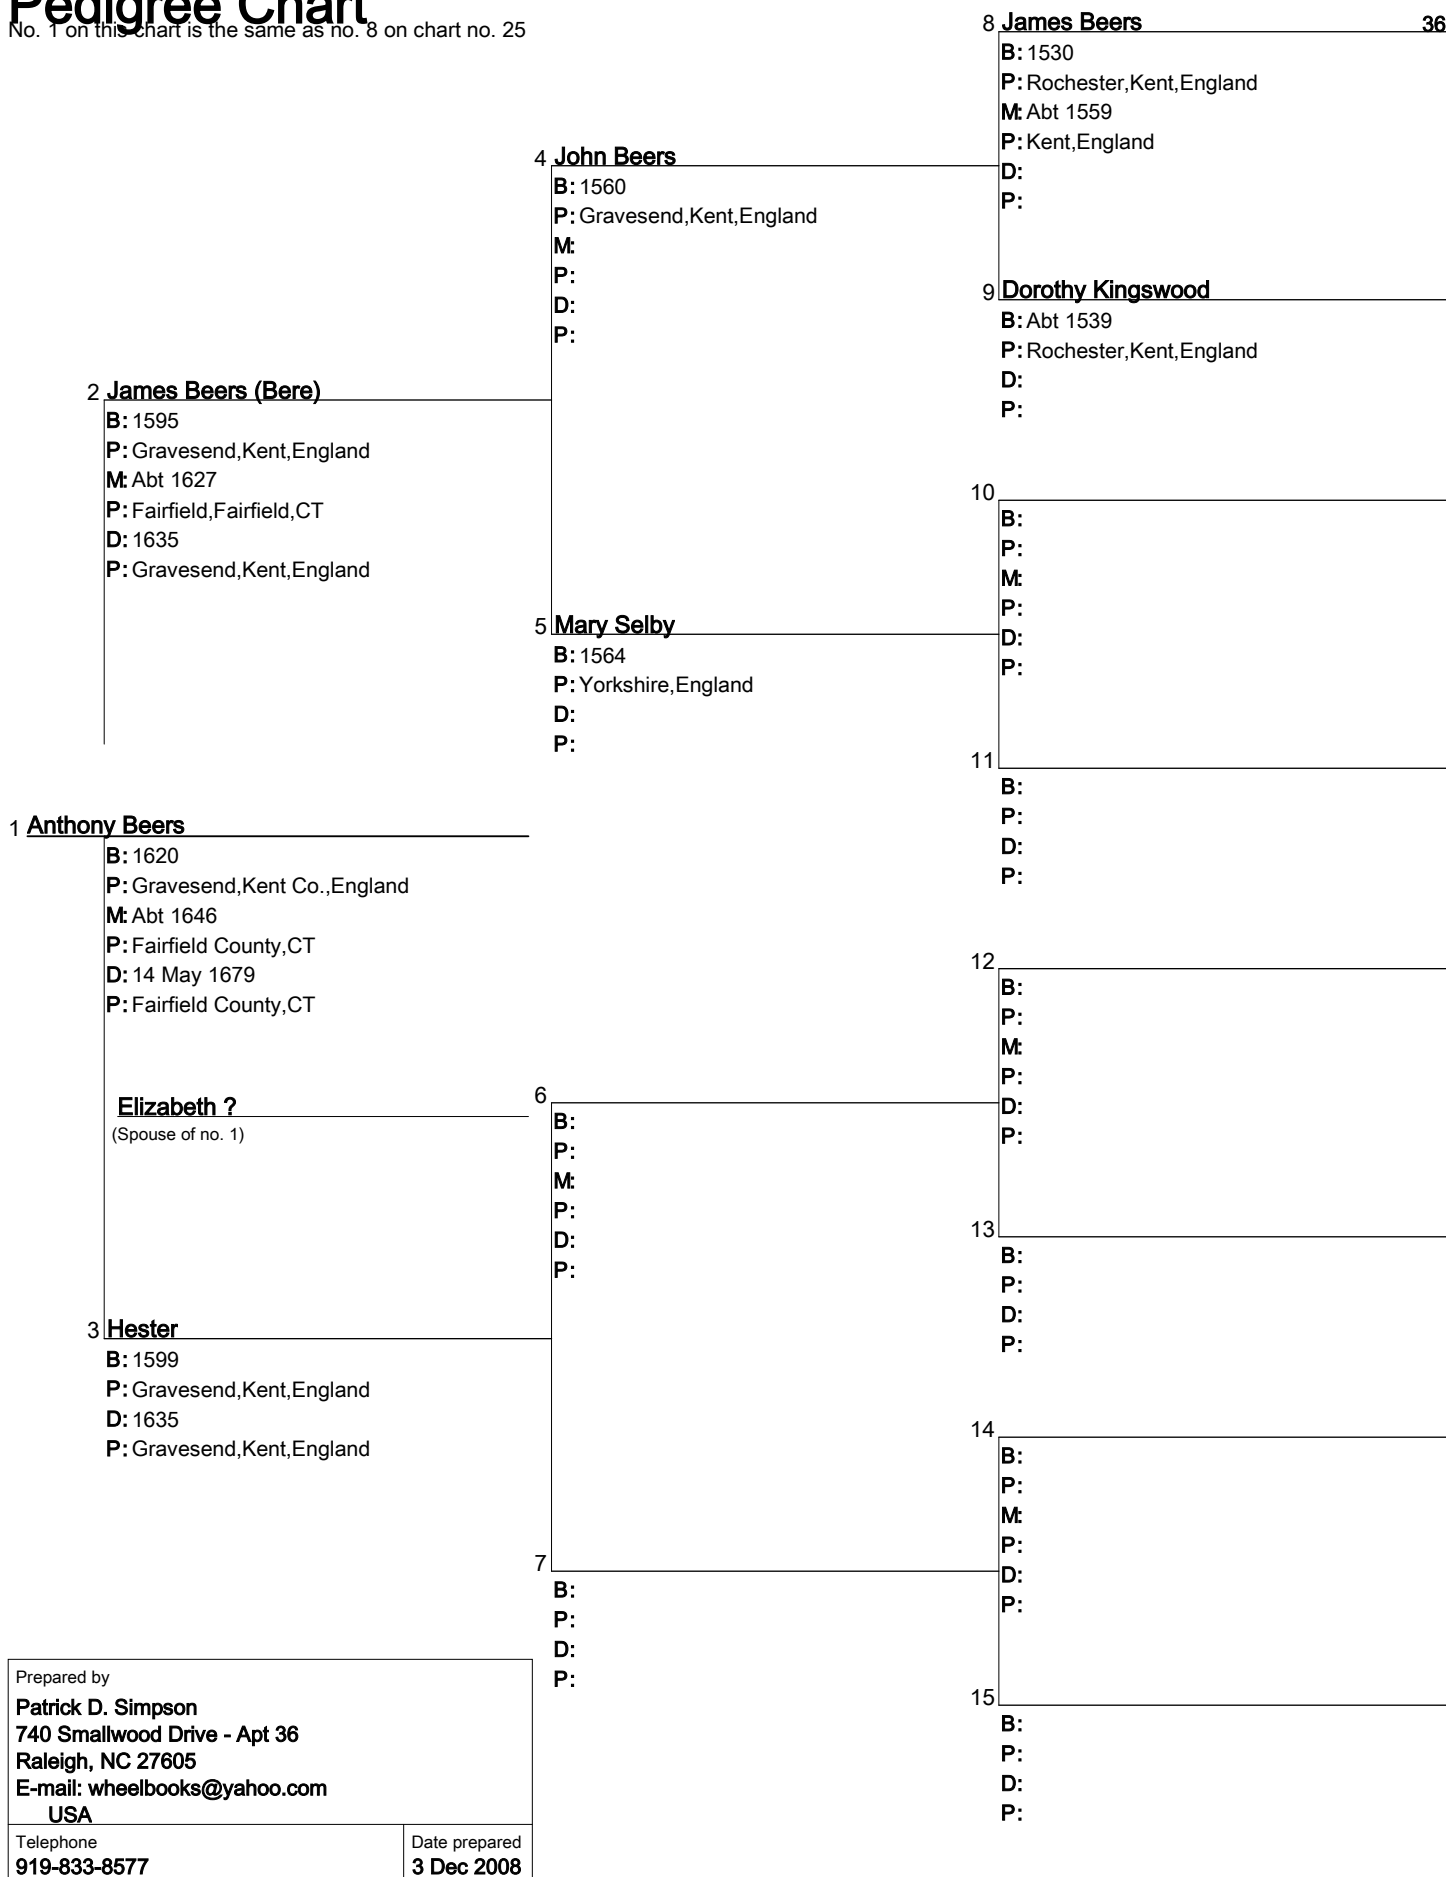 Pedigree Chart
No. 1 on this chart is the same as no. 8 on chart no. 25
8 James Beers 36
B: 1530
P: Rochester,Kent,England
M: Abt 1559
P: Kent,England
D:
P:
4 John Beers
B: 1560
P: Gravesend,Kent,England
M:
P:
D:
P:
9 Dorothy Kingswood
B: Abt 1539
P: Rochester,Kent,England
D:
P:
2 James Beers (Bere)
B: 1595
P: Gravesend,Kent,England
M: Abt 1627
P: Fairfield,Fairfield,CT
D: 1635
P: Gravesend,Kent,England
10
B:
P:
M:
P:
D:
P:
5 Mary Selby
B: 1564
P: Yorkshire,England
D:
P:
11
B:
P:
D:
P:
1 Anthony Beers
B: 1620
P: Gravesend,Kent Co.,England
M: Abt 1646
P: Fairfield County,CT
D: 14 May 1679
P: Fairfield County,CT
12
B:
P:
M:
P:
D:
P:
Elizabeth ?
(Spouse of no. 1)
6
B:
P:
M:
P:
D:
P:
13
B:
P:
D:
P:
3 Hester
B: 1599
P: Gravesend,Kent,England
D: 1635
P: Gravesend,Kent,England
14
B:
P:
M:
P:
D:
P:
7
B:
P:
D:
P:
15
B:
P:
D:
P:
Prepared by
Patrick D. Simpson
740 Smallwood Drive - Apt 36
Raleigh, NC 27605
E-mail: wheelbooks@yahoo.com
USA
Telephone
919-833-8577
Date prepared
3 Dec 2008